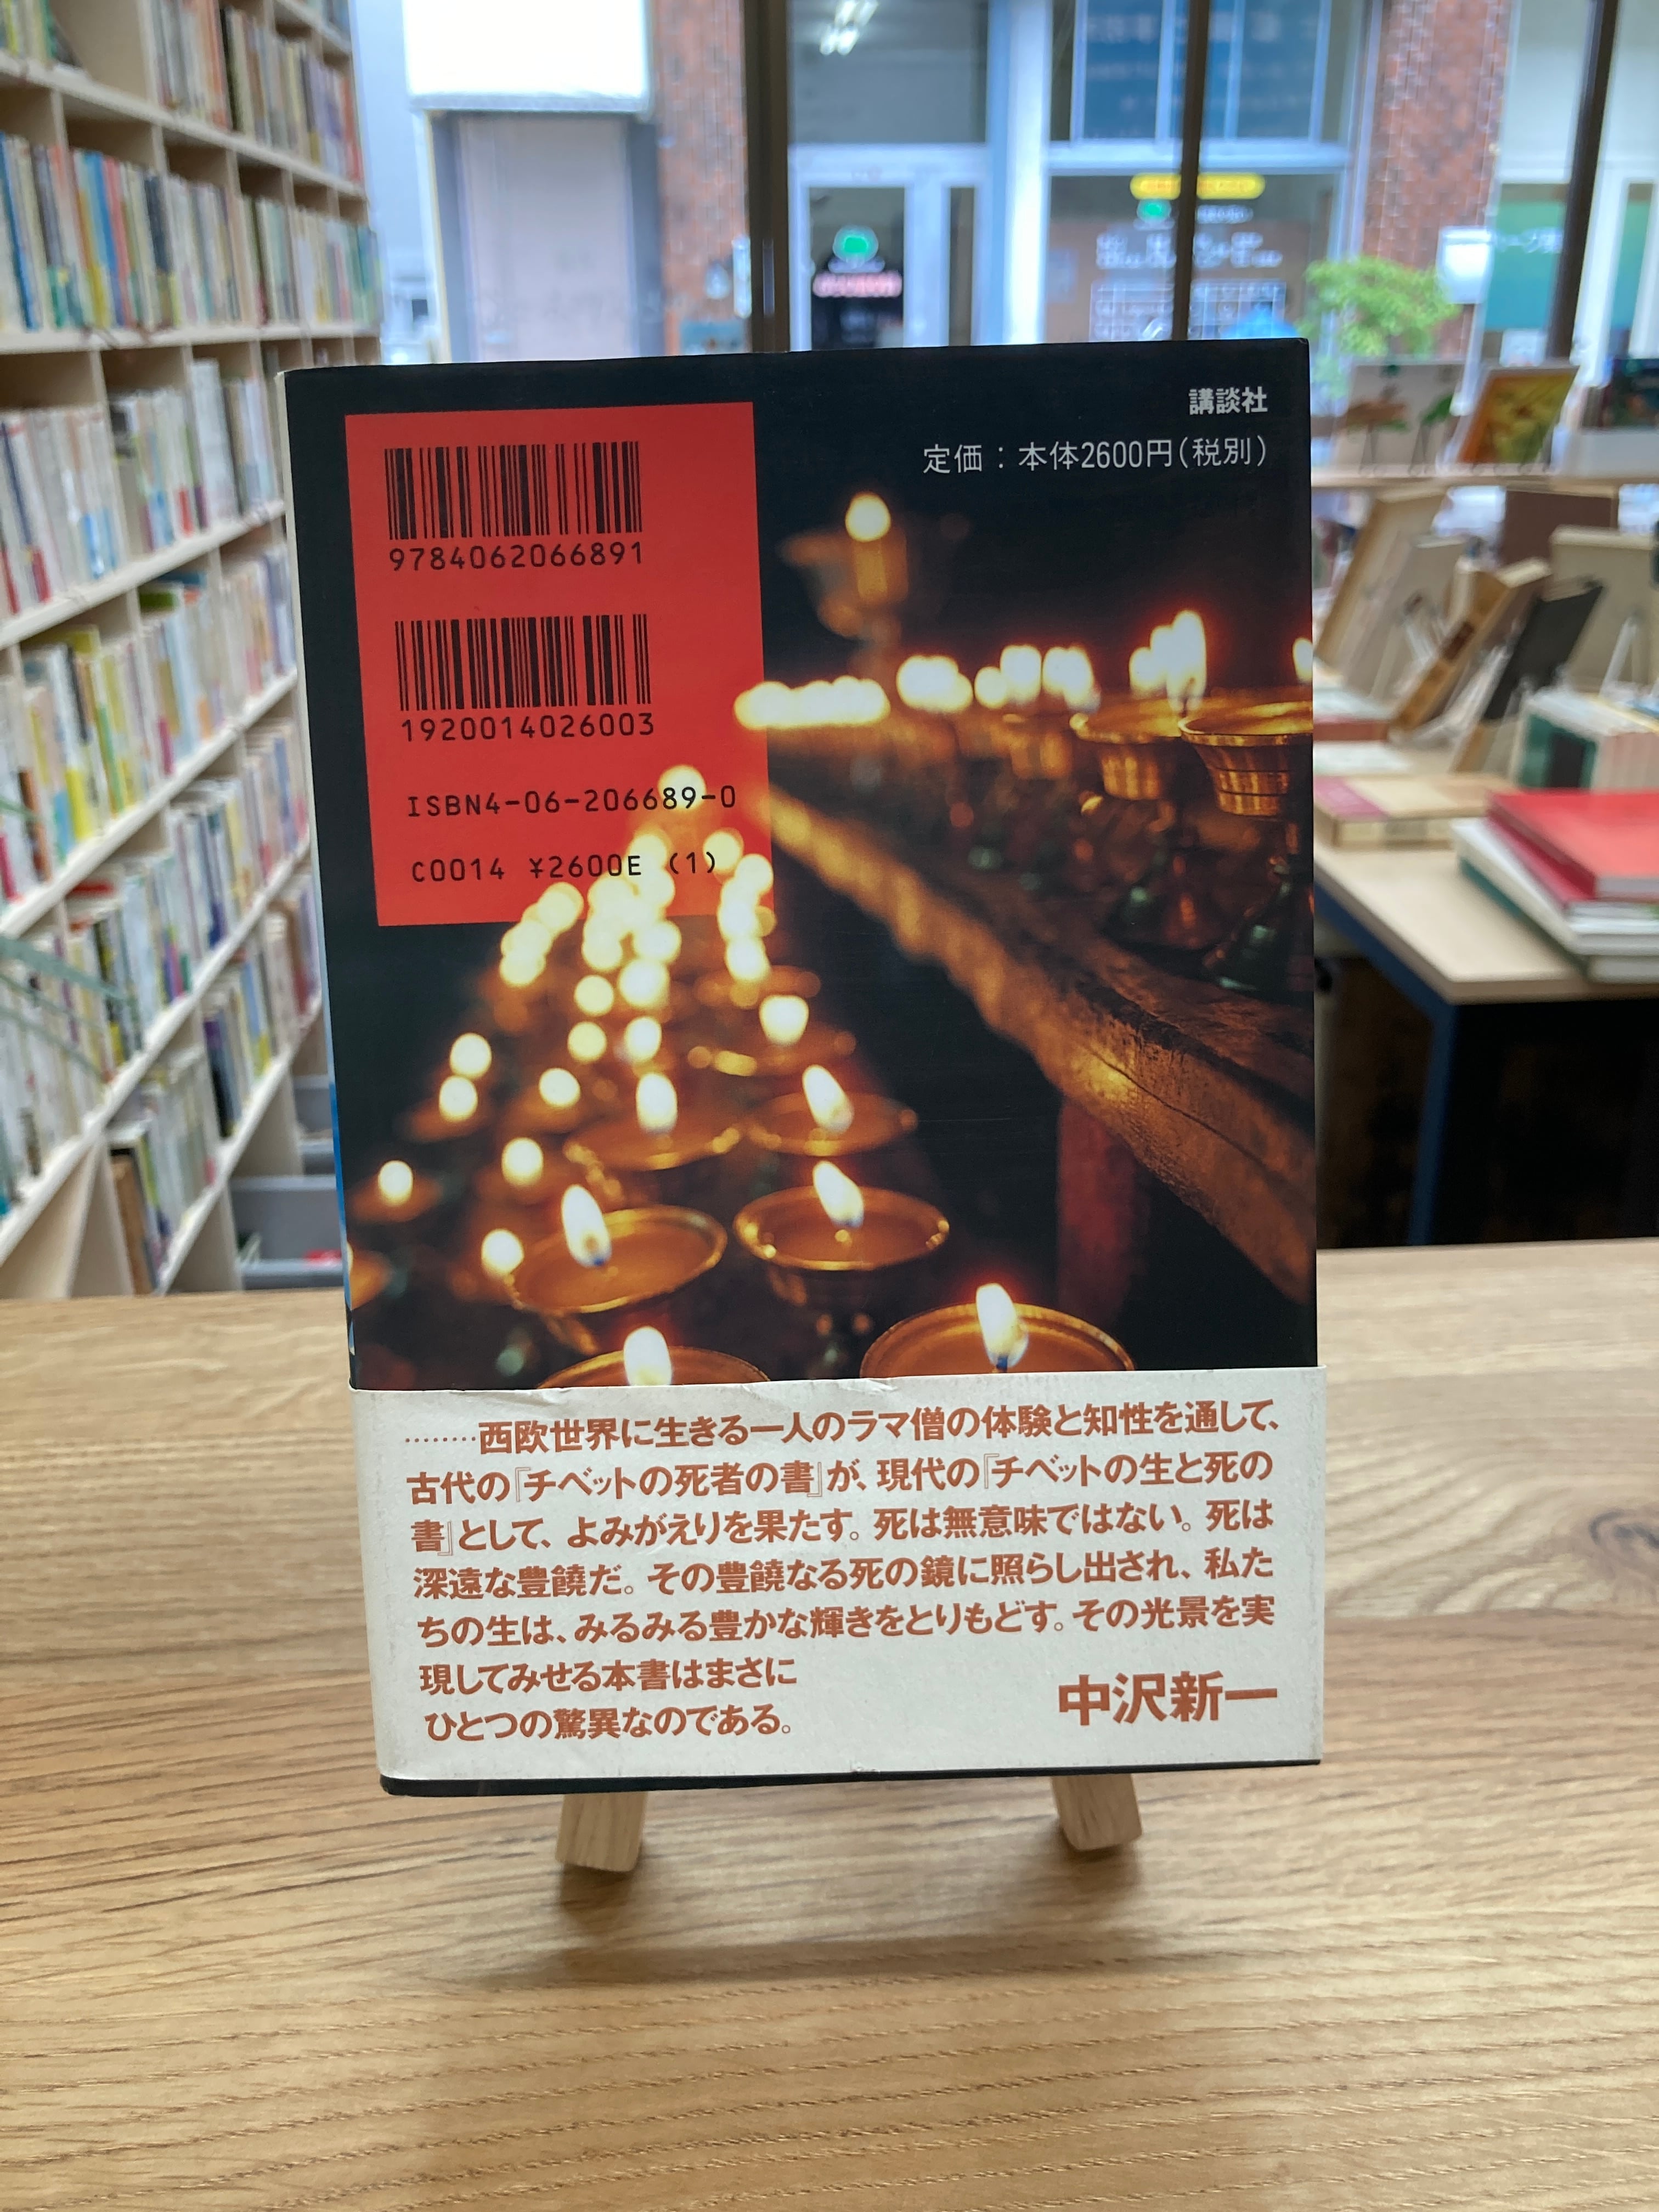 講談社
定価：本体2600円（税別）
9784062066891
1920014026003
ISBN4-06-206689-0
C0014 ¥2600E (1)
………西欧世界に生きる一人のラマ僧の体験と知性を通して、
古代の『チベットの死者の書』が、現代の『チベットの生と死の
書』として、よみがえりを果たす。死は無意味ではない。死は
深遠な豊饒だ。その豊饒なる死の鏡に照らし出され、私た
ちの生は、みるみる豊かな輝きをとりもどす。その光景を実
現してみせる本書はまさに
ひとつの驚異なのである。
中沢新一